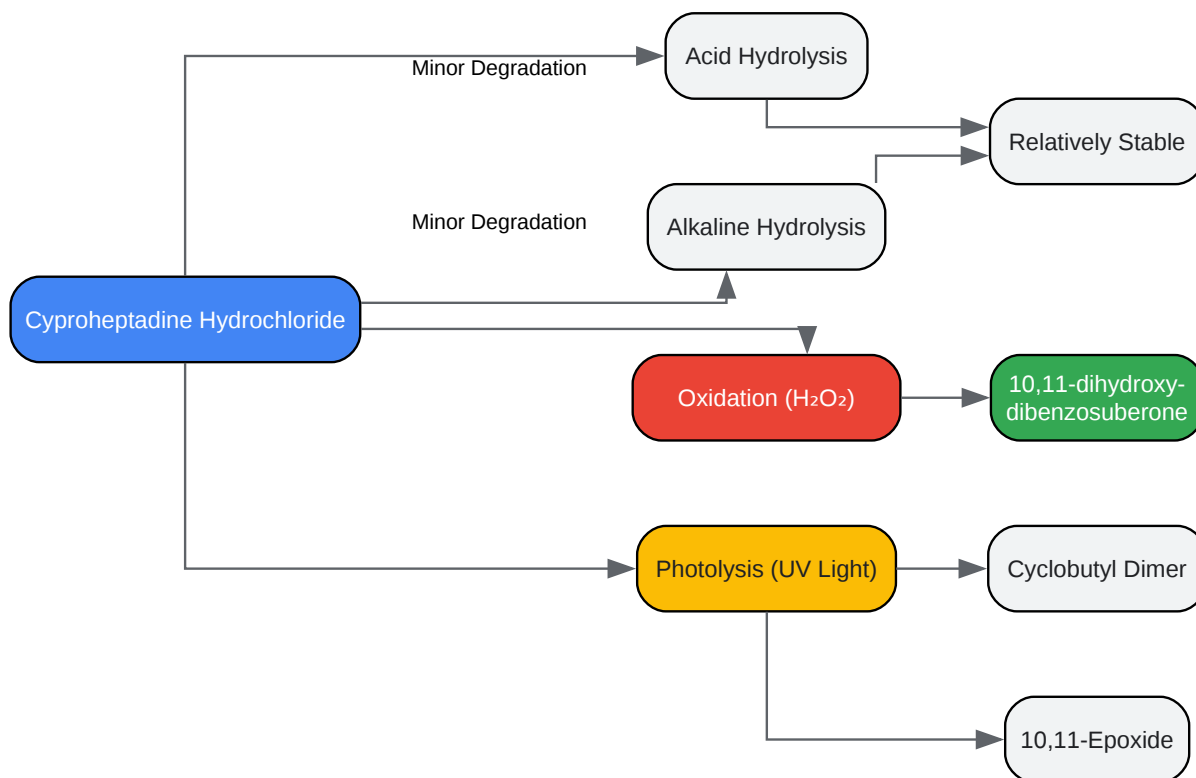 Acid Hydrolysis
Minor Degradation
Relatively Stable
Minor Degradation
Alkaline Hydrolysis
Cyproheptadine Hydrochloride
Oxidation (H₂O₂)
10,11-dihydroxy-
dibenzosuberone
Photolysis (UV Light)
Cyclobutyl Dimer
10,11-Epoxide